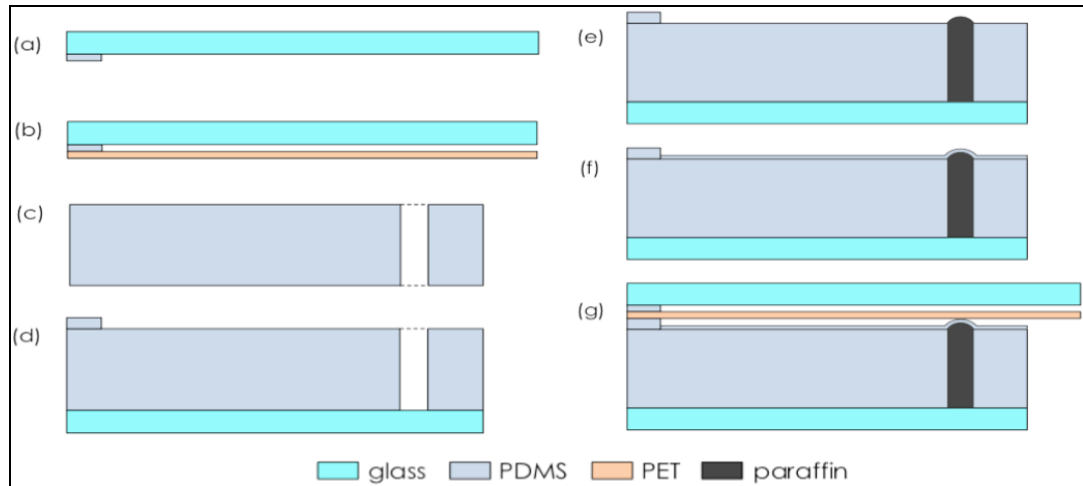 (a)
(b)
(c)
(d)
(e)
(f)
(g)
glass PDMS PET paraffin